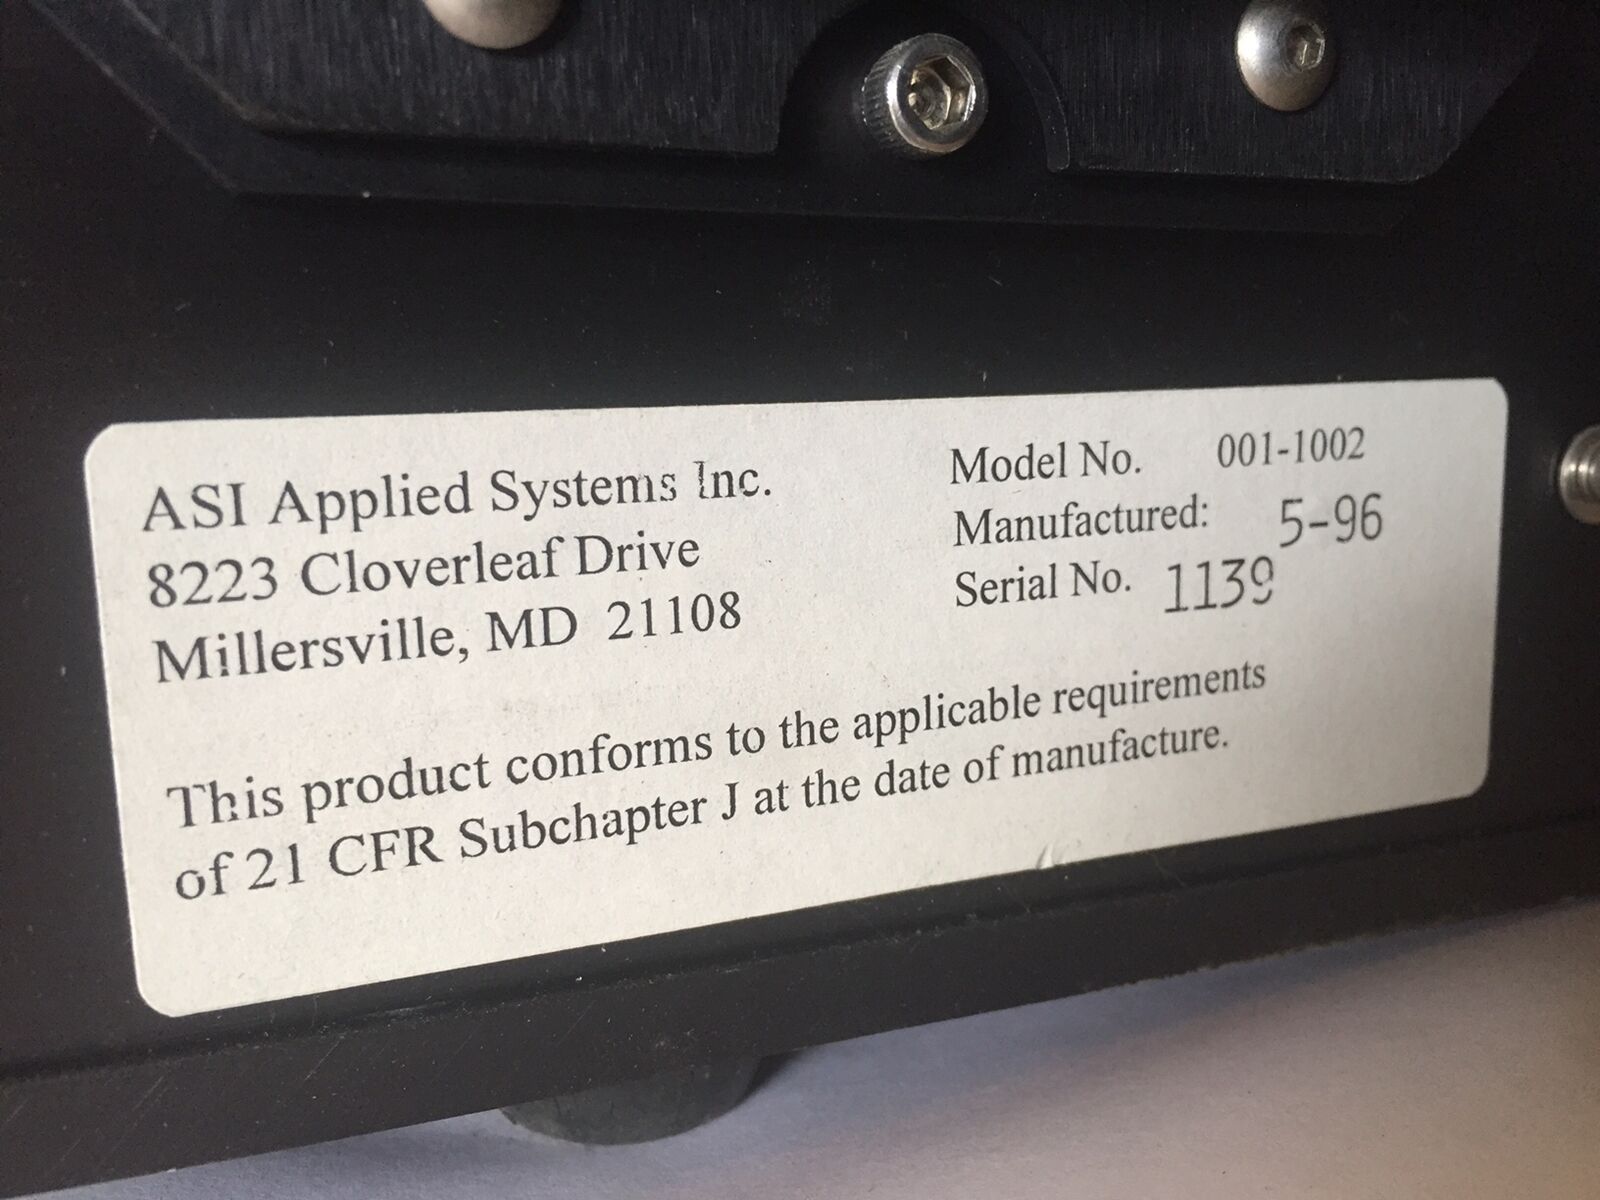 ASI Applied Systems Inc.
8223 Cloverleaf Drive
Millersville, MD 21108
Model No. 001-1002
Manufactured: 5-96
Serial No. 1139
This product conforms to the applicable requirements
of 21 CFR Subchapter J at the date of manufacture.